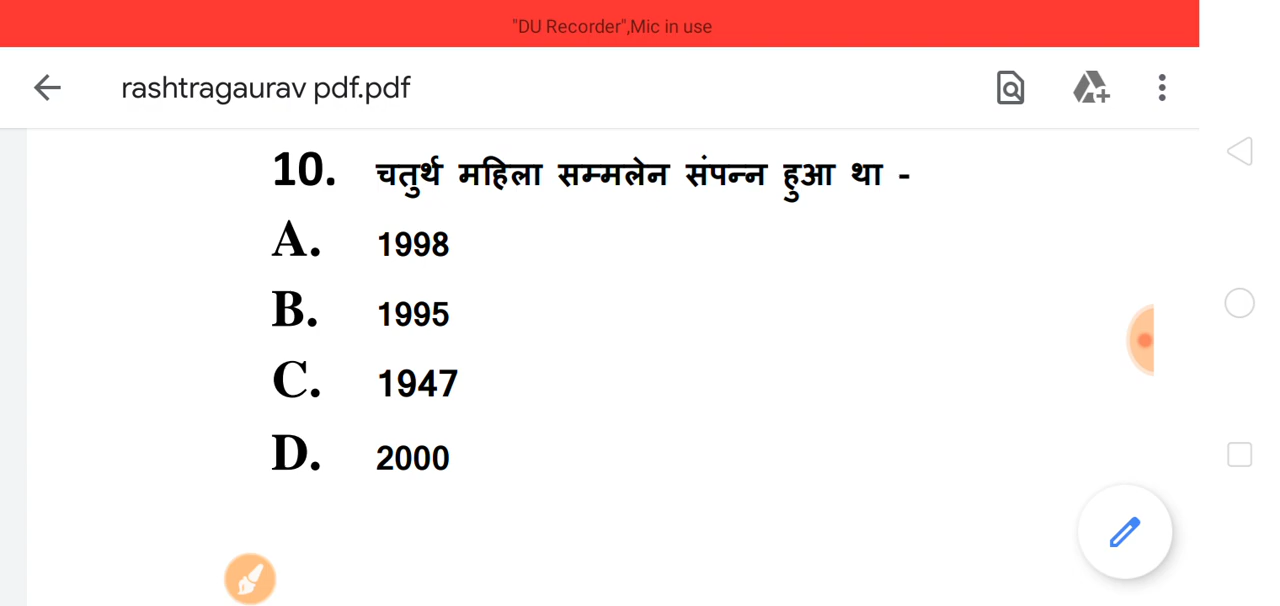 "DU Recorder",Mic in use
rashtragaurav pdf.pdf
10. चतुर्थ महिला सम्मलेन संपन्न हुआ था -
A. 1998
B. 1995
C. 1947
D. 2000